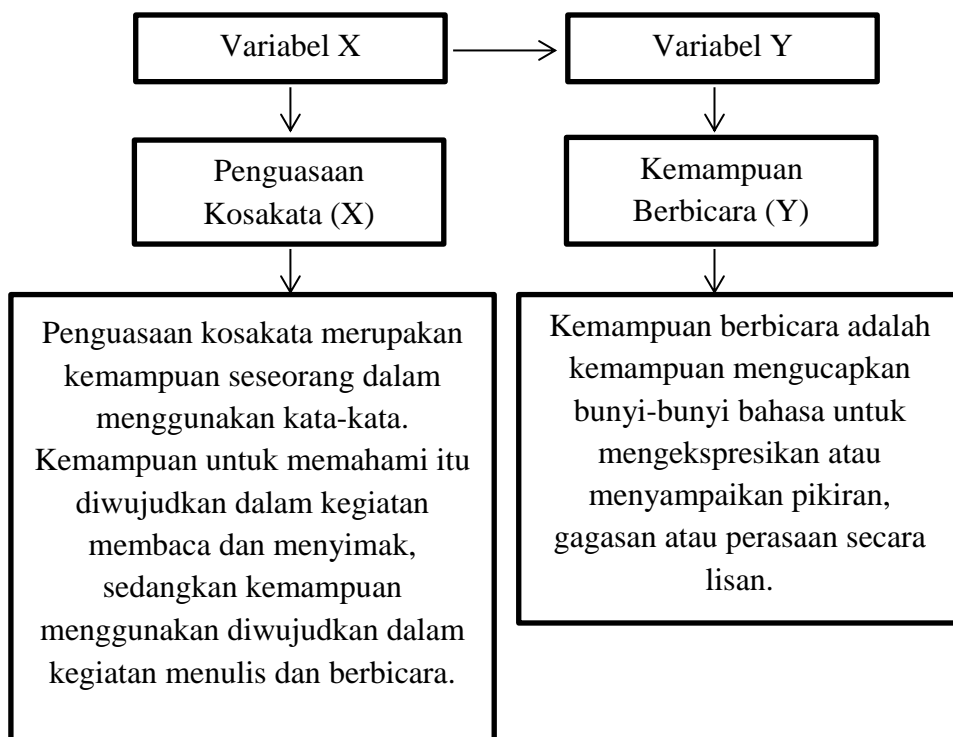 Variabel X
Variabel Y
Penguasaan
Kosakata (X)
Kemampuan
Berbicara (Y)
Penguasaan kosakata merupakan
kemampuan seseorang dalam
menggunakan kata-kata.
Kemampuan untuk memahami itu
diwujudkan dalam kegiatan
membaca dan menyimak,
sedangkan kemampuan
menggunakan diwujudkan dalam
kegiatan menulis dan berbicara.
Kemampuan berbicara adalah
kemampuan mengucapkan
bunyi-bunyi bahasa untuk
mengekspresikan atau
menyampaikan pikiran,
gagasan atau perasaan secara
lisan.